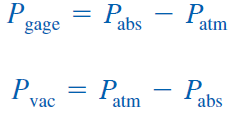 P_gage = P_abs − P_atm
P_vac = P_atm − P_abs